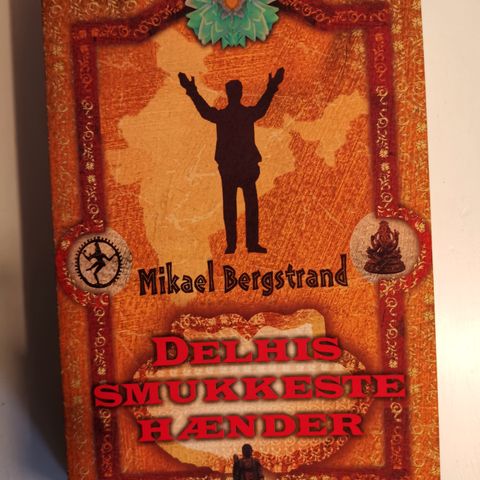 Mikael Bergstrand
DELHIS
SMUKKESTE
HÆNDER